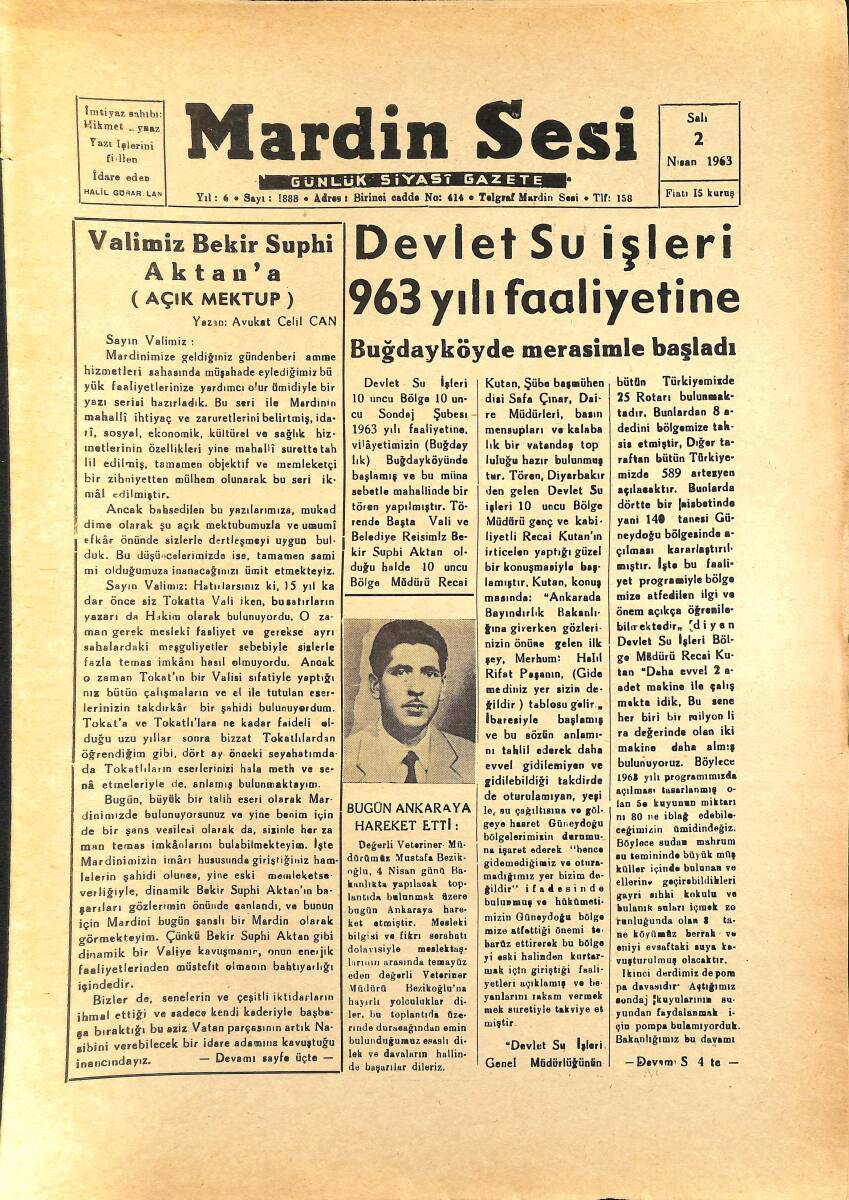 İmtiyaz sahibi:
Hikmet
Yazı İşlerini
fiilen
İdare eden
HALİL
Mardin Sesi
GÜNLÜK SİYASİ GAZETE
Yıl: 6 • Sayı: 1888 • Adres: Birinci cadde No: 414 • Telgraf Mardin Sesi • Tlf: 158
Salı
2
Nisan 1963
Fiatı 15 kuruş
Valimiz Bekir Suphi
Aktan'a
( AÇIK MEKTUP )
Yazan: Avukat Celil CAN
Sayın Valimiz :
Mardinimize geldiğiniz gündenberi amme
hizmetleri sahasında müşahade eylediğimiz bü
yük faaliyetlerinize yardımcı olur ümidiyle bir
yazı serisi hazırladık. Bu seri ile Mardinin
mahallî ihtiyaç ve zaruretlerini belirtmiş, ida-
rî, sosyal, ekonomik, kültürel ve sağlık hiz-
metlerinin özellikleri yine mahallî surette tah
lil edilmiş, tamamen objektif ve memleketçi
bir zihniyetten mülhem olunarak bu seri ik-
mâl edilmiştir.
Ancak bahsedilen bu yazılarımıza, mukad
dime olarak şu açık mektubumuzla ve umumî
efkâr önünde sizlerle dertleşmeyi uygun bul-
duk. Bu düşüncelerimizde ise, tamamen sami
mi olduğumuza inanacağınızı ümit etmekteyiz.
Sayın Valimiz: Hatırlarsınız ki, 15 yıl ka
dar önce siz Tokatta Vali iken, bu satırların
yazarı da Hakim olarak bulunuyordu. O za-
man gerek mesleki faaliyet ve gerekse ayrı
sahalardaki meşguliyetler sebebiyle sizlerle
fazla temas imkânı hasıl olmuyordu. Ancak
o zaman Tokat'ın bir Valisi sıfatiyle yaptığı
nız bütün çalışmaların ve el ile tutulan eser-
lerinizin takdirkâr bir şahidi bulunuyordum.
Tokat'a ve Tokatlı'lara ne kadar faideli ol-
duğu uzu yıllar sonra bizzat Tokatlılardan
öğrendiğim gibi, dört ay önceki seyahatımda-
da Tokatlıların eserlerinizi hala meth ve se-
nâ etmeleriyle de, anlamış bulunmaktayım.
Bugün, büyük bir talih eseri olarak Mar-
dinimizde bulunuyorsunuz ve yine benim için
de bir şans vesilesi olarak da, sizinle her za
man temas imkânlarını bulabilmekteyim. İşte
Mardinimizin imârı hususunda giriştiğiniz ham-
lelerin şahidi olunca, yine eski memleketse-
verliğiyle, dinamik Bekir Suphi Aktan'ın ba-
şarıları gözlerimin önünde canlandı, ve bunun
için Mardini bugün şanslı bir Mardin olarak
görmekteyim. Çünkü Bekir Suphi Aktan gibi
dinamik bir Valiye kavuşmanır, onun enerjik
faaliyetlerinden müstefit olmanın bahtıyarlığı
içindedir.
Bizler de, senelerin ve çeşitli iktidarların
ihmal ettiği ve sadece kendi kaderiyle başba-
şa bıraktığı bu aziz Vatan parçasının artık Na
sibini verebilecek bir idare adamına kavuştuğu
inancındayız.
— Devamı sayfa üçte —
Devlet Su işleri
963 yılı faaliyetine
Buğdayköyde merasimle başladı
Devlet Su İşleri
10 uncu Bölge 10 un-
cu Sondaj Şubesi
1963 yılı faaliyetine,
vilâyetimizin (Buğday
lık) Buğdayköyünde
başlamış ve bu müna
sebetle mahallinde bir
tören yapılmıştır. Tö-
rende Başta Vali ve
Belediye Reisimiz Be-
kir Suphi Aktan ol-
duğu halde 10 uncu
Bölge Müdürü Recai
BUGÜN ANKARAYA
HAREKET ETTİ :
Değerli Veteriner Mü-
dürümüz Mustafa Bezik-
oğlu, 4 Nisan günü Ba-
kanlıkta yapılacak top-
lantıda bulunmak üzere
bugün Ankaraya hare-
ket etmiştir. Mesleki
bilgisi ve fikri serahatı
dolayısiyle meslektaş-
larının arasında temayüz
eden değerli Veteriner
Müdürü Bezikoğlu'na
hayırlı yolculuklar di-
ler, bu toplantıda üze-
rinde duracağından emin
bulunduğumuz esaslı di-
lek ve davaların hallin-
de başarılar dileriz.
Kutan, Şübe başmühen
disi Safa Çınar, Dai-
re Müdürleri, basın
mensupları ve kalaba
lık bir vatandaş top
luluğu hazır bulunmuş
tur. Tören, Diyarbakır
den gelen Devlet Su
işleri 10 uncu Bölge
Müdürü genç ve kabi-
liyetli Recai Kutan'ın
irticelen yaptığı güzel
bir konuşmasiyle baş-
lamıştır. Kutan, konuş
masında: "Ankarada
Bayındırlık Bakanlı-
ğına giverken gözleri-
nizin önüne gelen ilk
şey, Merhum: Halil
Rifat Paşanın, (Gide
mediniz yer sizin de-
ğildir) tablosu gelir„
İbaresiyle başlamış
ve bu sözün anlamı-
nı tahlil ederek daha
evvel gidilemiyen ve
gidilebildiği takdirde
de oturulamıyan, yeşi
le, su çağıltısına ve göl-
geye hasret Güneydoğu
bölgelerimizin durumu-
na işaret ederek "bence
gidemediğimiz ve otura-
madığımız yer bizim de
ğildir" ifadesinde
bulunmuş ve hükümeti-
mizin Güneydoğu bölge
mize atfettiği önemi te-
barüz ettirerek bu bölge
yi eski halinden kurtar-
mak için giriştiği faali-
yetleri açıklamış ve be-
yanlarını rakam vermek
mek suretiyle takviye et
miştir.
"Devlet Su İşleri
Genel Müdürlüğünün
bütün Türkiyemizde
25 Rotarı bulunmak-
tadır. Bunlardan 8 a-
dedini bölgemize tah-
sis etmiştir, Diğer ta-
raftan bütün Türkiye-
mizde 589 artezyen
açılacaktır. Bunlarda
dörtte bir nisbetinde
yani 140 tanesi Gü-
neydoğu bölgesinde a-
çılması kararlaştırıl-
mıştır. İşte bu faali-
yet programiyle bölge
mize atfedilen ilgi ve
önem açıkça öğrenile-
bilmektedir„ diyen
Devlet Su İşleri Böl-
ge Müdürü Recai Ku-
tan "Daha evvel 2 a-
adet makine ile çalış
makta idik, Bu sene
her biri bir milyon li
ra değerinde olan iki
makine daha almış
bulunuyoruz. Böylece
1963 yılı programımızda
açılması tasarlanmış o-
lan 50 kuyunun miktarı
nı 80 ne iblağ edebile-
ceğimizin ümidindeyiz.
Böylece sudan mahrum
su temininde büyük müş
küller içinde bulunan ve
ellerine geçirebildikleri
gayri sıhhi kokulu ve
bulanık suları içmek zo
runluğunda olan 8 ta-
ne köyümüz berrak ve
eniyi evsaftaki suya ka-
vuşturulmuş olacaktır.
İkinci derdimiz de pom
pa davasıdır. Açtığımız
sondaj kuyularının su-
yundan faydalanmak i-
çin pompa bulamıyorduk.
Bakanlığımız bu davamı
— Devamı S 4 te —